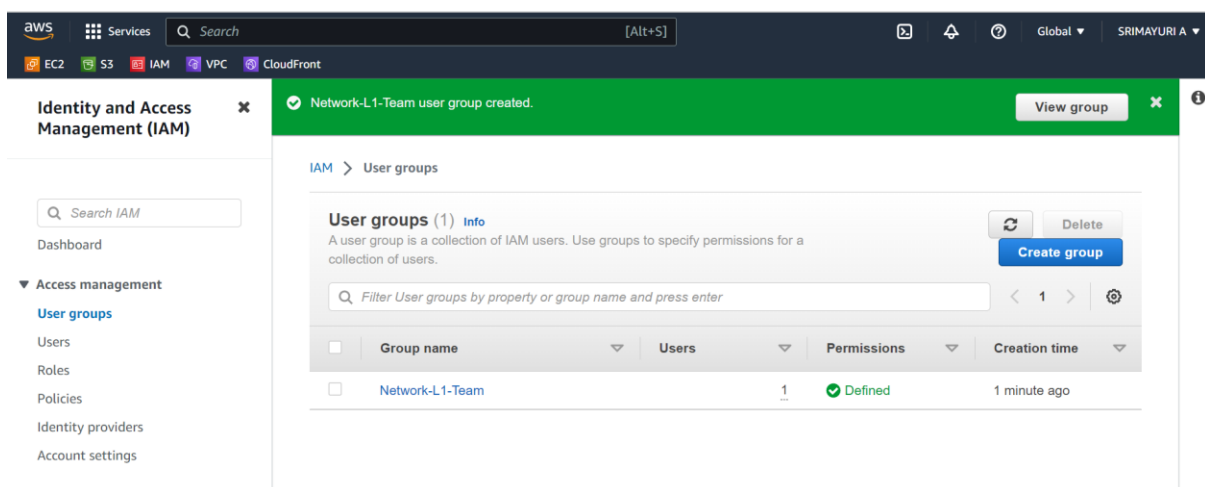 aws Services Search [Alt+S] Global SRIMAYURI A
EC2 S3 IAM VPC CloudFront
Identity and Access
Management (IAM)
Search IAM
Dashboard
Access management
User groups
Users
Roles
Policies
Identity providers
Account settings
Network-L1-Team user group created. View group
IAM > User groups
User groups (1) Info
A user group is a collection of IAM users. Use groups to specify permissions for a
collection of users.
Delete
Create group
Filter User groups by property or group name and press enter
1
Group name Users Permissions Creation time
Network-L1-Team 1 Defined 1 minute ago